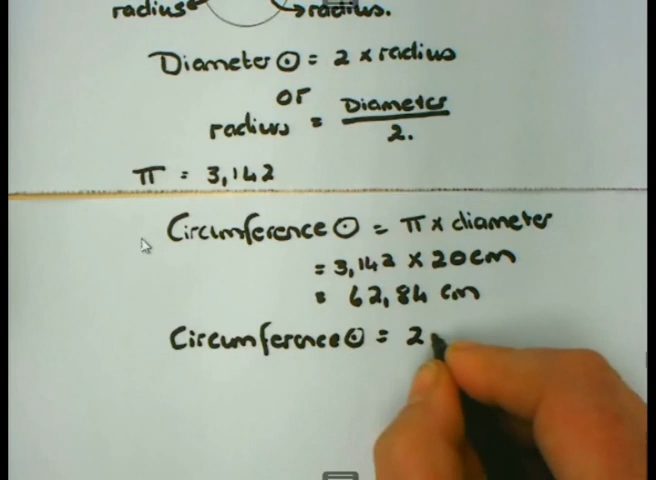 radius radius.
Diameter ⊙ = 2 x radius
or
radius = Diameter
2.
π = 3,142
Circumference ⊙ = π x diameter
= 3,142 x 20cm
= 62,84 cm
Circumference ⊙ = 2